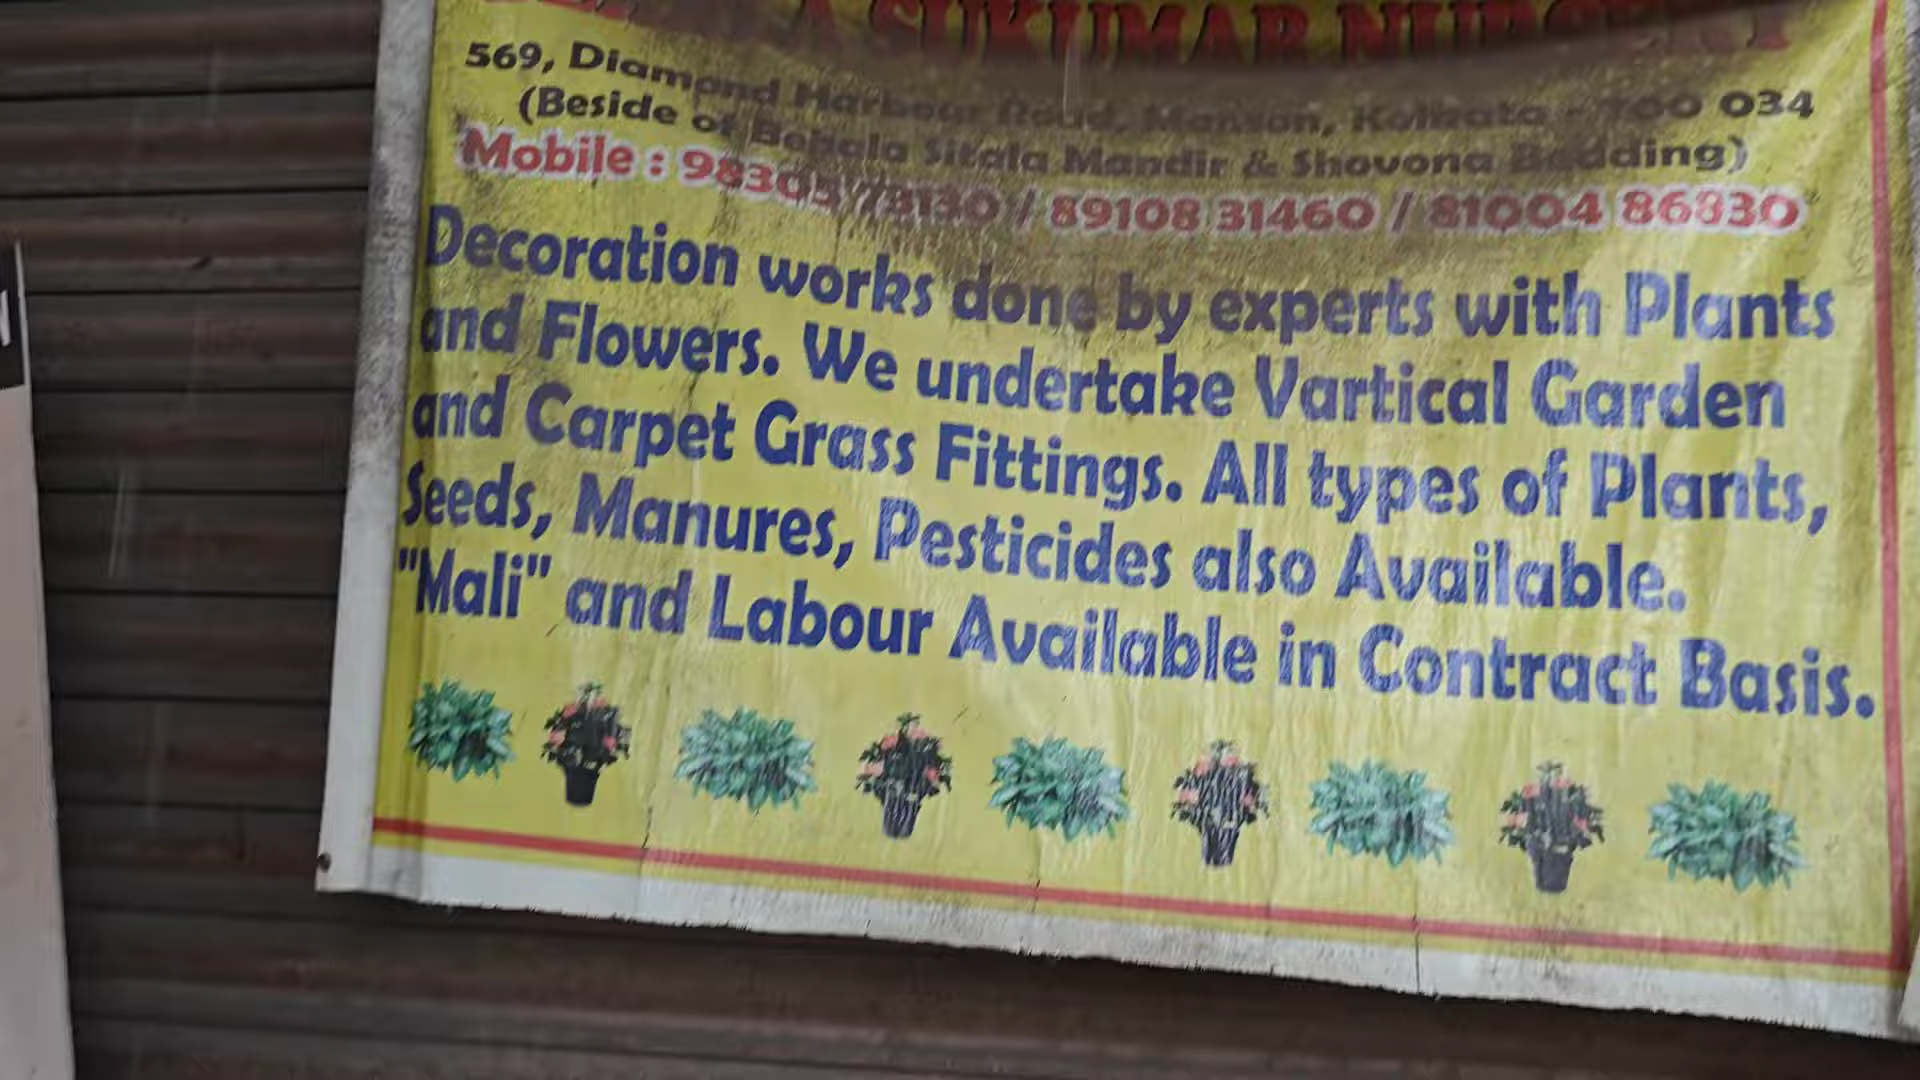 SUKUMAR NURSERY
569, Diamond Harbour Road, Manton, Kolkata - 700 034
(Beside of Behala Sitala Mandir & Shovona Bedding)
Mobile : / 89108 31460 / 81004 86830
Decoration works done by experts with Plants
and Flowers. We undertake Vartical Garden
and Carpet Grass Fittings. All types of Plants,
Seeds, Manures, Pesticides also Available.
"Mali" and Labour Available in Contract Basis.